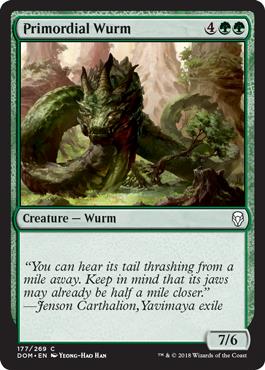 Primordial Wurm 4
Creature — Wurm
“You can hear its tail thrashing from a
mile away. Keep in mind that its jaws
may already be half a mile closer.”
—Jenson Carthalion, Yavimaya exile
7/6
177/269 C
DOM • EN Yeong-Hao Han
™ & © 2018 Wizards of the Coast